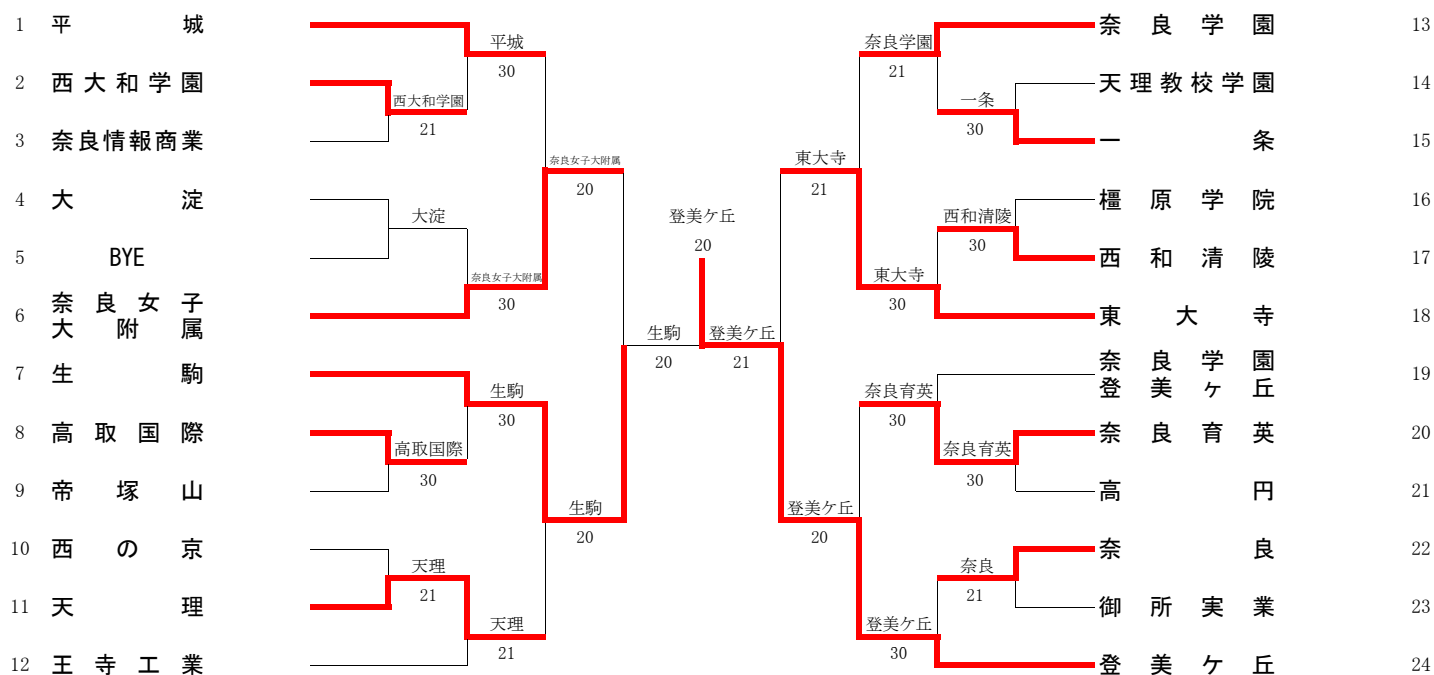 1 平城
2 西大和学園
3 奈良情報商業
4 大淀
5 BYE
6 奈良女子
大附属
7 生駒
8 高取国際
9 帝塚山
10 西の京
11 天理
12 王寺工業
西大和学園
21
大淀
高取国際
30
天理
21
平城
30
奈良女子大附属
30
生駒
30
天理
21
奈良女子大附属
20
生駒
20
生駒
20
登美ケ丘
20
登美ケ丘
21
東大寺
21
登美ケ丘
20
奈良学園
21
東大寺
30
奈良育英
30
登美ケ丘
30
一条
30
西和清陵
30
奈良育英
30
奈良
21
奈良学園 13
天理教校学園 14
一条 15
橿原学院 16
西和清陵 17
東大寺 18
奈良学園
登美ヶ丘 19
奈良育英 20
高円 21
奈良 22
御所実業 23
登美ケ丘 24